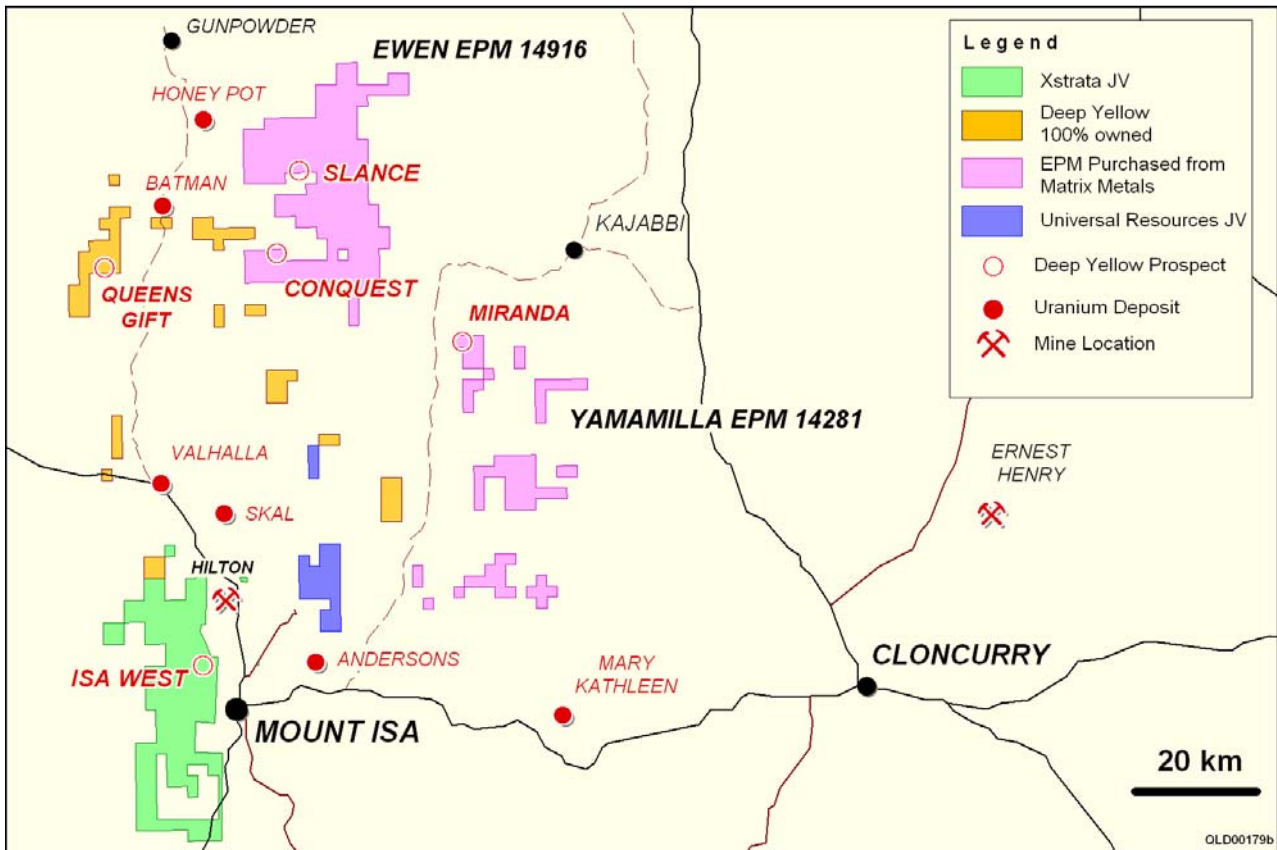 GUNPOWDER
EWEN EPM 14916
HONEY POT
SLANCE
BATMAN
KAJABBI
CONQUEST
QUEENS
GIFT
MIRANDA
YAMAMILLA EPM 14281
VALHALLA
SKAL
ERNEST
HENRY
HILTON
ISA WEST
ANDERSONS
MARY
KATHLEEN
CLONCURRY
MOUNT ISA
Legend
Xstrata JV
Deep Yellow
100% owned
EPM Purchased from
Matrix Metals
Universal Resources JV
Deep Yellow Prospect
Uranium Deposit
Mine Location
20 km
QLD00179b